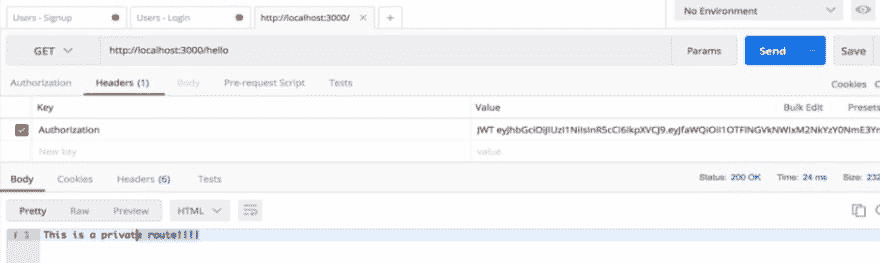 Users - Signup Users - Login http://localhost:3000/ × + No Environment
GET http://localhost:3000/hello Params Send Save
Authorization Headers (1) Body Pre-request Script Tests Cookies
Key Value Bulk Edit Presets
Authorization JWT
New key value
Body Cookies Headers (6) Tests Status: 200 OK Time: 24 ms Size: 232
Pretty Raw Preview HTML
i 1 This is a private route!!!!